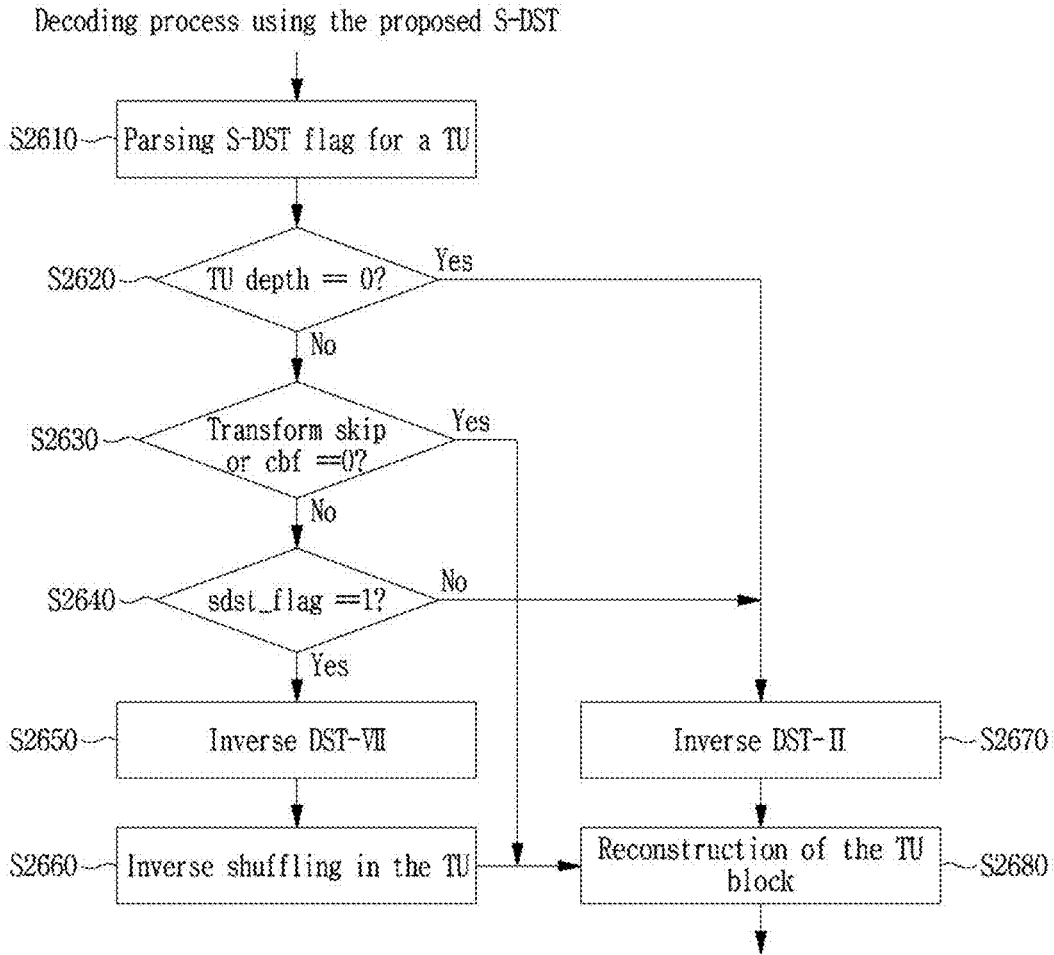 Decoding process using the proposed S-DST
S2610
Parsing S-DST flag for a TU
S2620
TU depth == 0?
Yes
No
S2630
Transform skip
or cbf ==0?
Yes
No
S2640
sdst_flag ==1?
No
Yes
S2650
Inverse DST-VII
Inverse DST-II
S2670
S2660
Inverse shuffling in the TU
Reconstruction of the TU
block
S2680